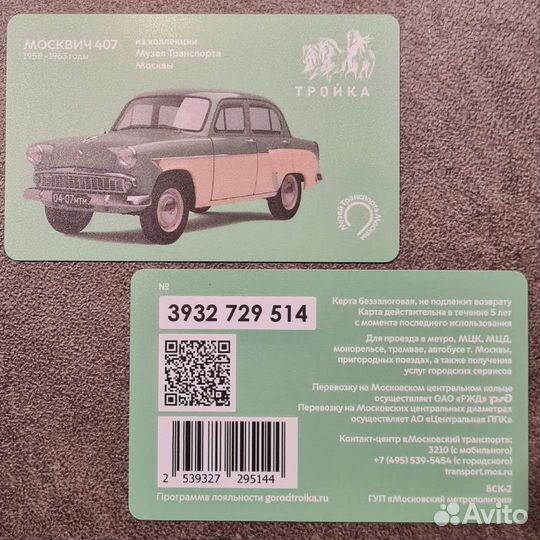 МОСКВИЧ 407
1958–1963 годы
из коллекции
Музея Транспорта
Москвы
ТРОЙКА
04-07 МТМ
Музей Транспорта Москвы
№
3932 729 514
2 539327 295144
Программа лояльности gorodtroika.ru
Карта беззалоговая, не подлежит возврату
Карта действительна в течение 5 лет
с момента последнего использования
Для проезда в метро, МЦК, МЦД,
монорельсе, трамвае, автобусе г. Москвы,
пригородных поездах, а также получения
услуг городских сервисов
Перевозку на Московском центральном кольце
осуществляет ОАО «РЖД» РЖД
Перевозку на Московских центральных диаметрах
осуществляет АО «Центральная ППК»
Контакт-центр «Московский транспорт»:
3210 (с мобильного)
+7 (495) 539-5454 (с городского)
transport.mos.ru
БСК-2
ГУП «Московский метрополитен»
Avito